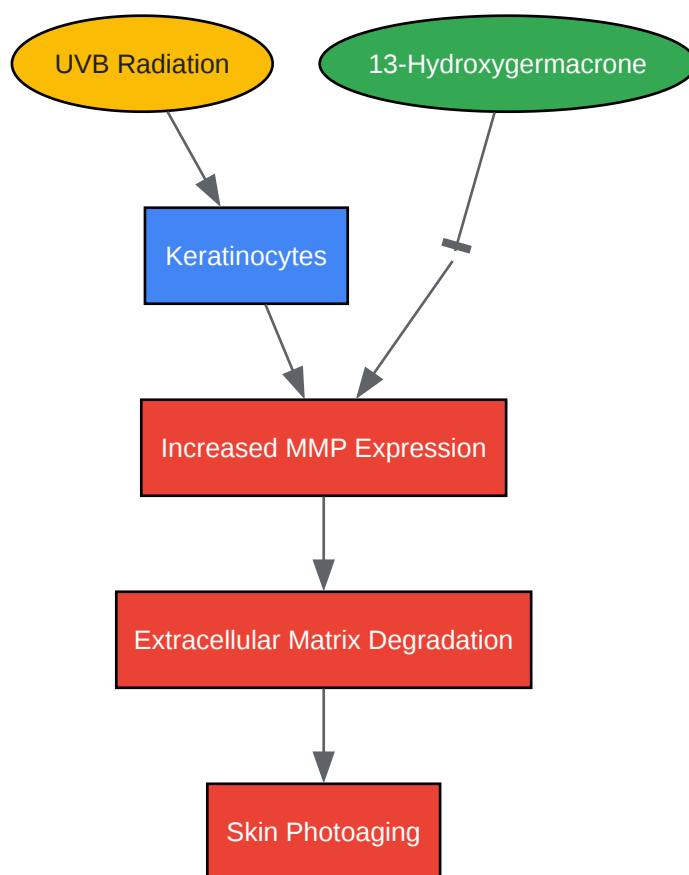 UVB Radiation
13-Hydroxygermacrone
Keratinocytes
Increased MMP Expression
Extracellular Matrix Degradation
Skin Photoaging